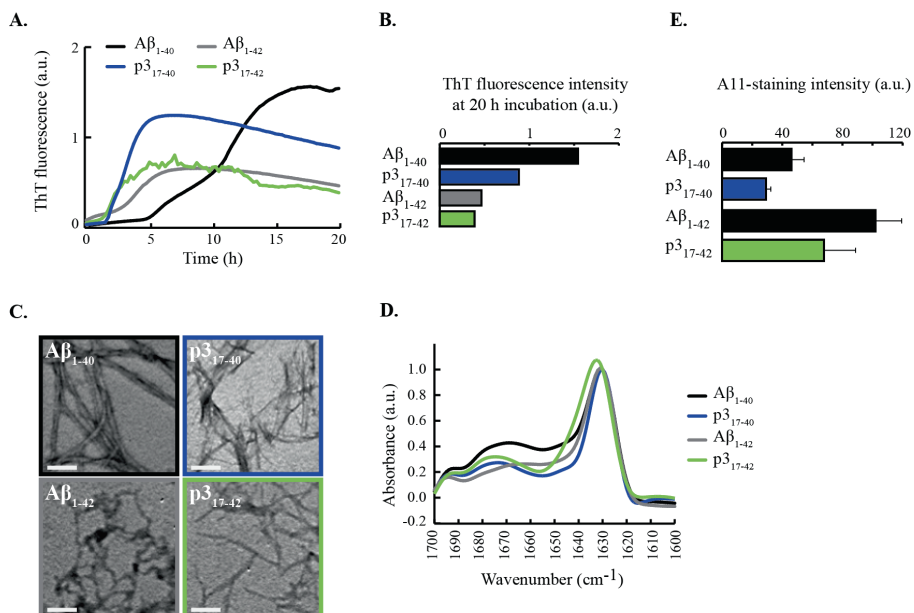 A.
ThT fluorescence (a.u.)
2
1
0
0 5 10 15 20
Time (h)
Aβ1-40
Aβ1-42
p317-40
p317-42
B.
ThT fluorescence intensity
at 20 h incubation (a.u.)
0 1 2
Aβ1-40
p317-40
Aβ1-42
p317-42
E.
A11-staining intensity (a.u.)
0 40 80 120
Aβ1-40
p317-40
Aβ1-42
p317-42
C.
Aβ1-40
p317-40
Aβ1-42
p317-42
D.
Absorbance (a.u.)
1.0
0.8
0.6
0.4
0.2
0.0
-0.2
1700 1690 1680 1670 1660 1650 1640 1630 1620 1610 1600
Wavenumber (cm-1)
Aβ1-40
p317-40
Aβ1-42
p317-42